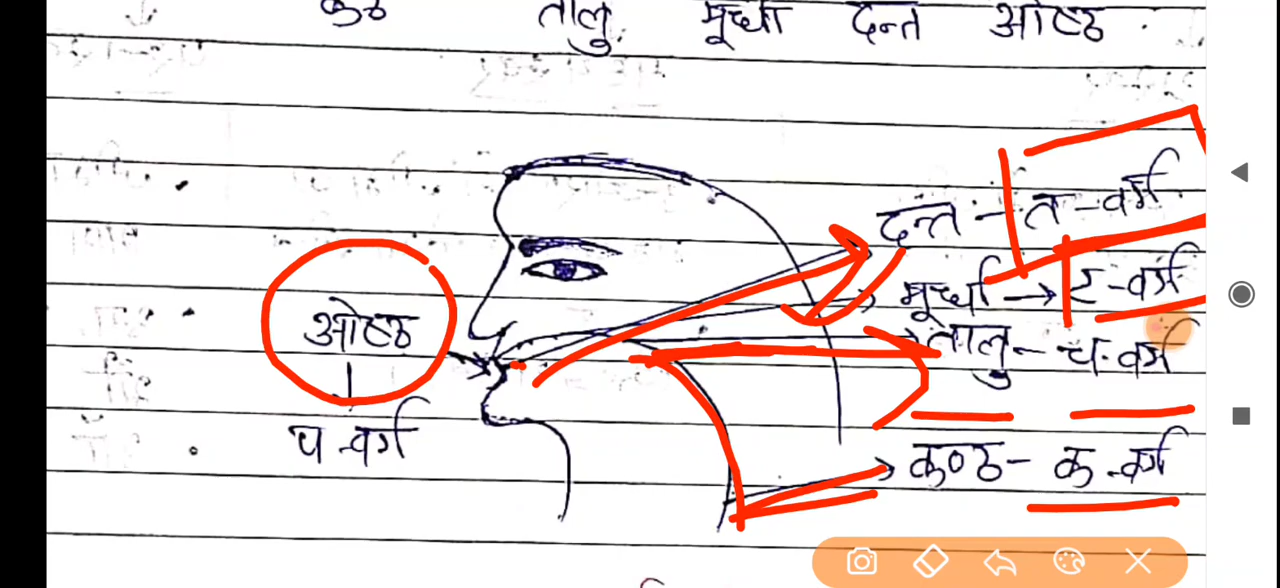 कण्ठ तालु मूर्ध्या दन्त ओष्ठ
दन्त :- त-वर्ग
मूर्ध्या → ट-वर्ग
ओष्ठ
तालु - च-वर्ग
प-वर्ग
कण्ठ - क-वर्ग